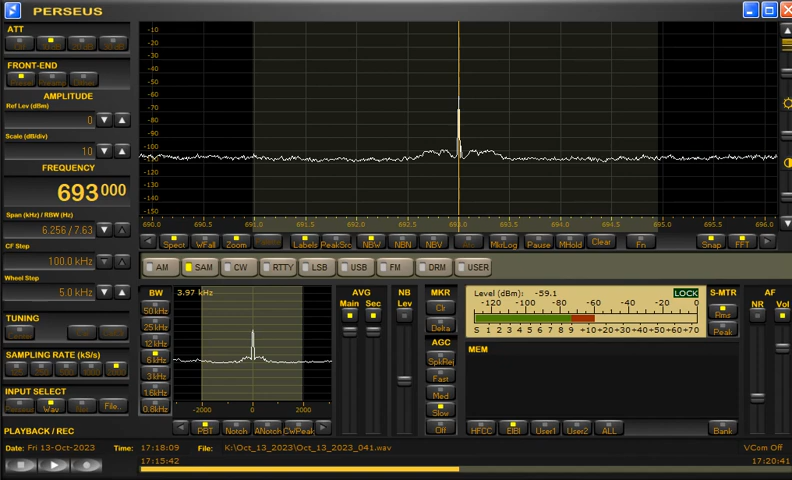 PERSEUS
ATT
FRONT-END
AMPLITUDE
Ref Lev (dBm)
0
Scale (dB/div)
10
FREQUENCY
693000
Span (kHz) / RBW (Hz)
6.256 / 7.63
CF Step
100.0 kHz
Wheel Step
5.0 kHz
TUNING
SAMPLING RATE (kS/s)
INPUT SELECT
Wav File..
PLAYBACK / REC
-10
-20
-30
-40
-50
-60
-70
-80
-90
-100
-120
-130
-140
-150
690.0 690.5 691.0 691.5 692.0 692.5 693.0 693.5 694.0 694.5 695.0 695.5 696.0
Spect WFall Zoom Labels PeakSrc NBW NBN NBV MkrLog Pause MHold Clear Fn Snap FFT
AM SAM CW RTTY LSB USB FM DRM USER
BW
50kHz
25kHz
12kHz
6 kHz
3kHz
1.6kHz
0.8kHz
3.97 kHz
-2000 0 2000
PBT Notch ANotch CWPeak
AVG
Main Sec
NB
Lev
MKR
Clr
Delta
AGC
SpkRej
Fast
Med
Slow
Off
Level (dBm): -59.1 LOCK
-120 -100 -80 -60 -40 -20 0
S 1 2 3 4 5 6 7 8 9 +10+20+30+40+50+60+70
MEM
HFCC EIBI User1 User2 ALL Bank
S-MTR
Rms
Peak
AF
NR Vol
Date: Fri 13-Oct-2023 Time: 17:18:09 File: K:\Oct_13_2023\Oct_13_2023_041.wav VCom Off
17:15:42 17:20:41